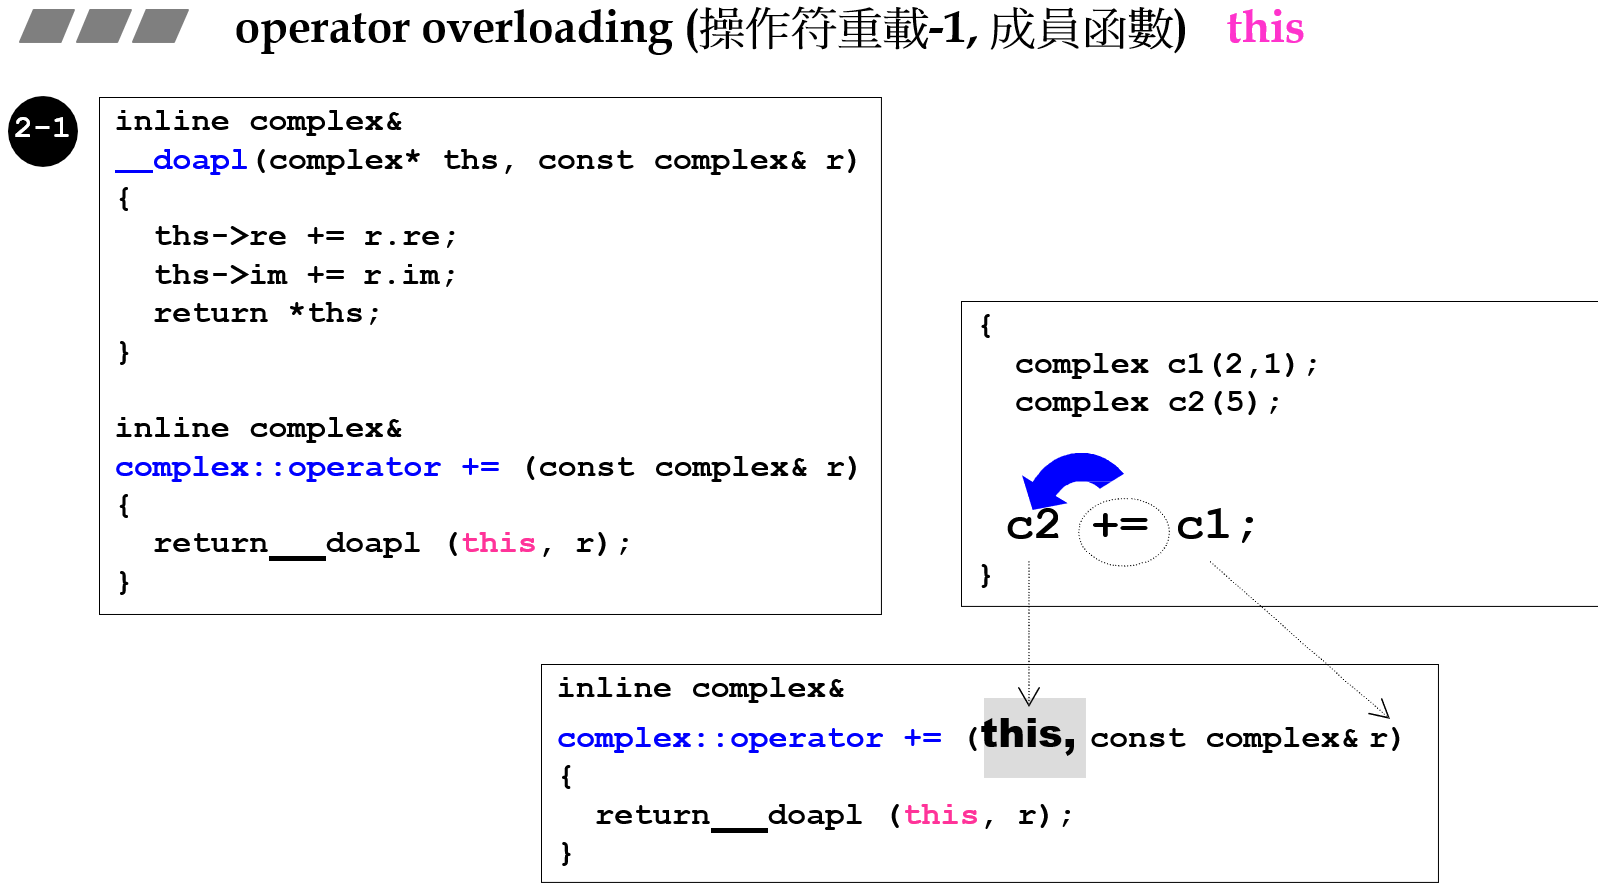 operator overloading (操作符重載-1, 成員函數) this
2-1
inline complex&
__doapl(complex* ths, const complex& r)
{
  ths->re += r.re;
  ths->im += r.im;
  return *ths;
}
inline complex&
complex::operator += (const complex& r)
{
  return __doapl (this, r);
}
{
  complex c1(2,1);
  complex c2(5);
  c2 += c1;
}
inline complex&
complex::operator += (this, const complex& r)
{
  return __doapl (this, r);
}